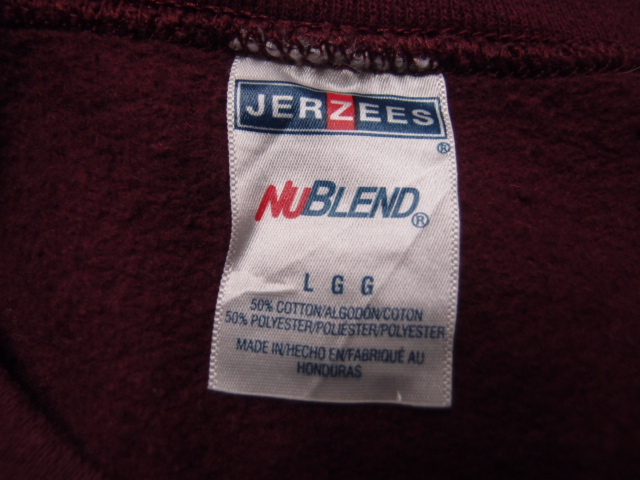 JERZEES®
NUBLEND®
L G G
50% COTTON/ALGODÓN/COTON
50% POLYESTER/POLIÉSTER/POLYESTER
MADE IN/HECHO EN/FABRIQUÉ AU
HONDURAS